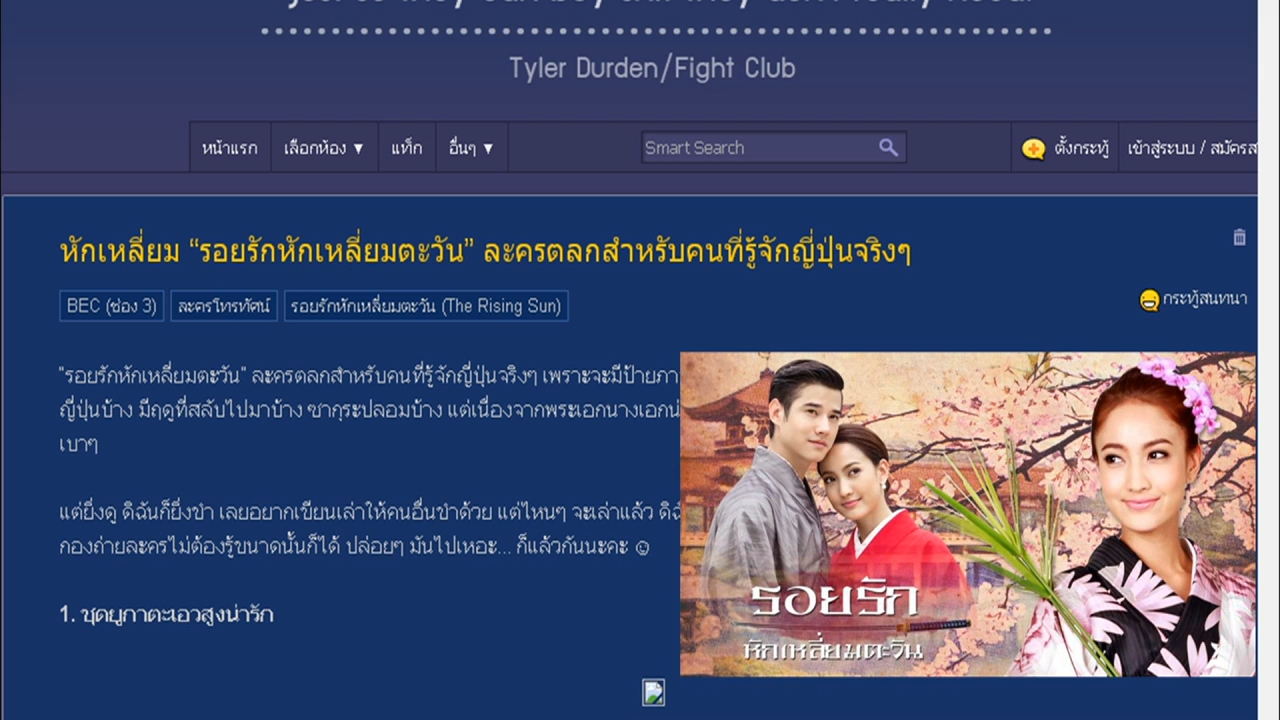 Tyler Durden/Fight Club
หน้าแรก เลือกห้อง ▼ แท็ก อื่นๆ ▼ Smart Search ตั้งกระทู้ เข้าสู่ระบบ / สมัครส
หักเหลี่ยม “รอยรักหักเหลี่ยมตะวัน” ละครตลกสำหรับคนที่รู้จักญี่ปุ่นจริงๆ
BEC (ช่อง 3) ละครโทรทัศน์ รอยรักหักเหลี่ยมตะวัน (The Rising Sun) กระทู้สนทนา
"รอยรักหักเหลี่ยมตะวัน" ละครตลกสำหรับคนที่รู้จักญี่ปุ่นจริงๆ เพราะจะมีป้ายภา
ญี่ปุ่นบ้าง มีฤดูที่สลับไปมาบ้าง ซากุระปลอมบ้าง แต่เนื่องจากพระเอกนางเอกน่
เบาๆ
แต่ยิ่งดู ดิฉันก็ยิ่งขำ เลยอยากเขียนเล่าให้คนอื่นขำด้วย แต่ไหนๆ จะเล่าแล้ว ดิฉั
กองถ่ายละครไม่ต้องรู้ขนาดนั้นก็ได้ ปล่อยๆ มันไปเหอะ... ก็แล้วกันนะคะ ☺
1. ชุดยูกาตะเอวสูงน่ารัก
รอยรัก
หักเหลี่ยมตะวัน